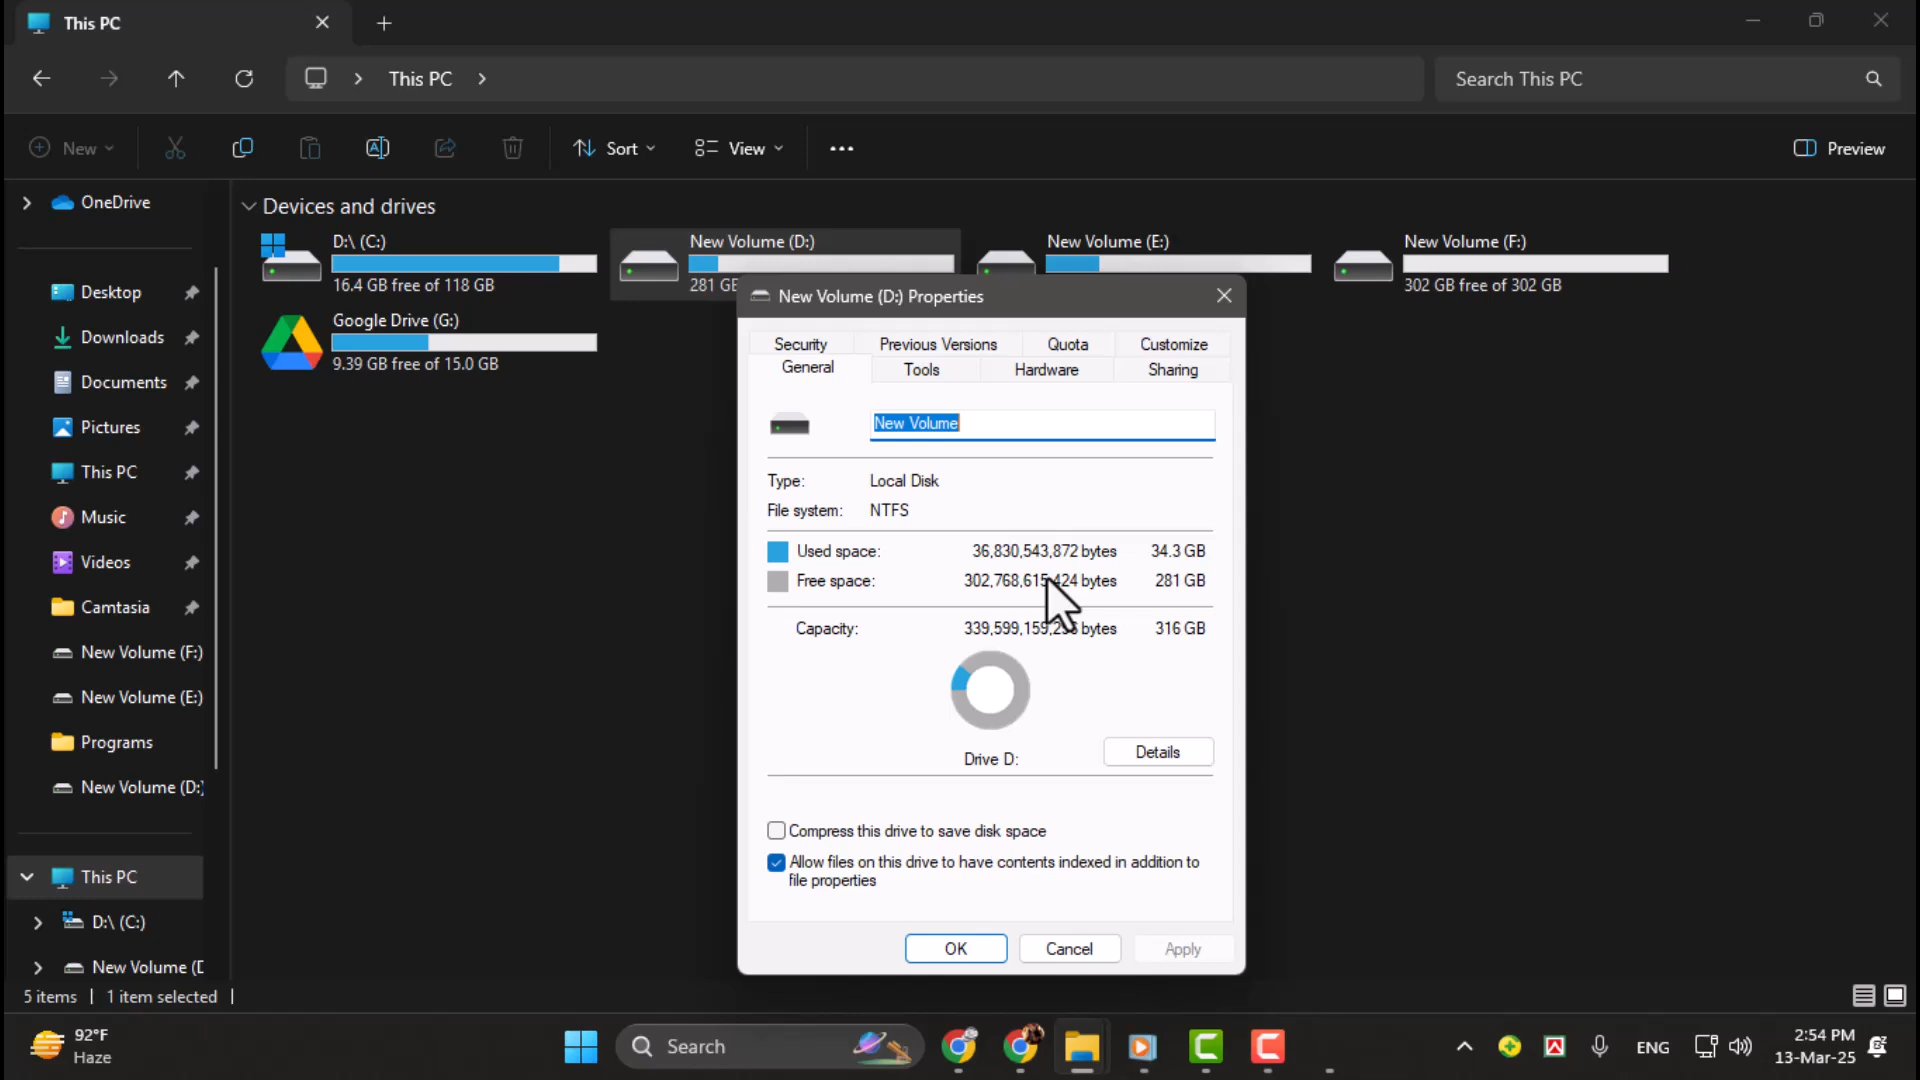 This PC
This PC
Search This PC
New
Sort
View
Preview
OneDrive
Desktop
Downloads
Documents
Pictures
This PC
Music
Videos
Camtasia
New Volume (F:)
New Volume (E:)
Programs
New Volume (D:)
This PC
D:\ (C:)
New Volume (D
Devices and drives
D:\ (C:)
16.4 GB free of 118 GB
New Volume (D:)
281 GB
New Volume (E:)
New Volume (F:)
302 GB free of 302 GB
Google Drive (G:)
9.39 GB free of 15.0 GB
New Volume (D:) Properties
Security Previous Versions Quota Customize
General Tools Hardware Sharing
New Volume
Type: Local Disk
File system: NTFS
Used space: 36,830,543,872 bytes 34.3 GB
Free space: 302,768,615,424 bytes 281 GB
Capacity: bytes 316 GB
Drive D:
Details
Compress this drive to save disk space
Allow files on this drive to have contents indexed in addition to
file properties
OK Cancel Apply
5 items 1 item selected
92°F
Haze
Search
ENG
2:54 PM
13-Mar-25